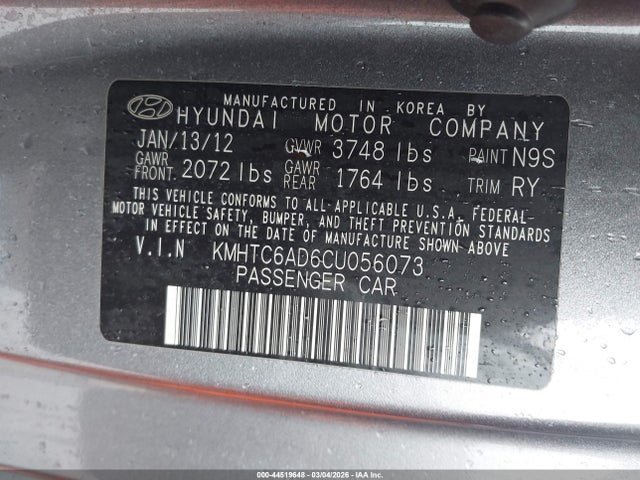 MANUFACTURED IN KOREA BY
HYUNDAI MOTOR COMPANY
JAN/13/12 GVWR 3748 lbs PAINT N9S
GAWR FRONT 2072 lbs GAWR REAR 1764 lbs TRIM RY
THIS VEHICLE CONFORMS TO ALL APPLICABLE U.S.A. FEDERAL
MOTOR VEHICLE SAFETY, BUMPER, AND THEFT PREVENTION STANDARDS
IN EFFECT ON THE DATE OF MANUFACTURE SHOWN ABOVE.
V.I.N KMHTC6AD6CU056073
PASSENGER CAR
000-44519648 - 03/04/2026 - IAAI Corporate Client